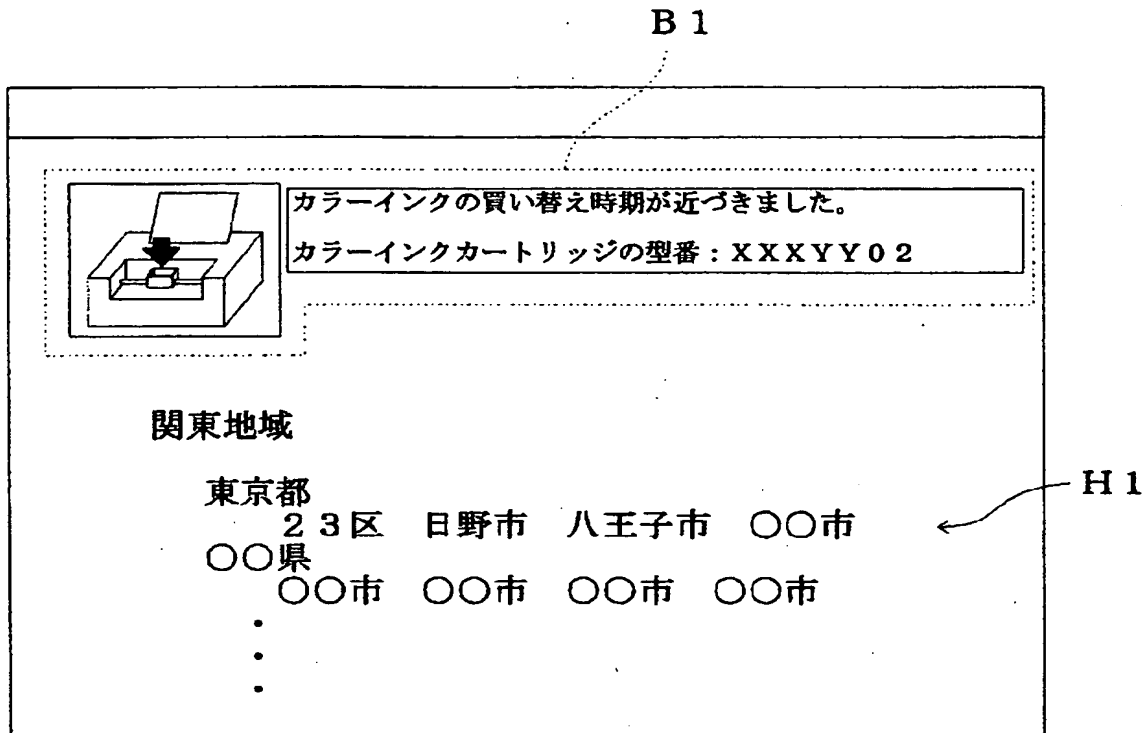 B1
カラーインクの買い替え時期が近づきました。
カラーインクカートリッジの型番：XXXYY02
関東地域
東京都
23区　日野市　八王子市　○○市
H1
○○県
○○市　○○市　○○市　○○市